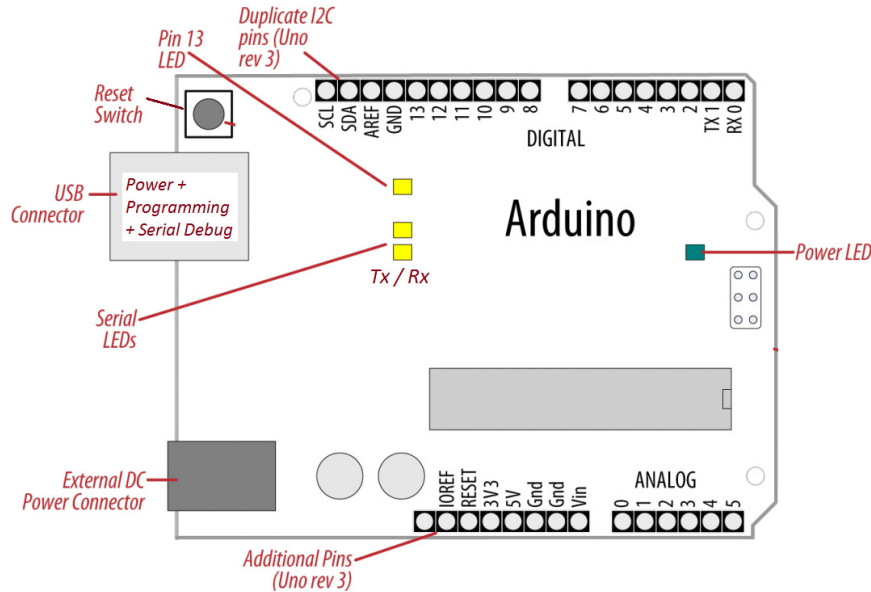 Duplicate I2C
pins (Uno
rev 3)
Pin 13
LED
Reset
Switch
SCL
SDA
AREF
GND
13
12
11
10
9
8
7
6
5
4
3
2
TX 1
RX 0
DIGITAL
USB
Connector
Power +
Programming
+ Serial Debug
Arduino
Power LED
Tx / Rx
Serial
LEDs
External DC
Power Connector
IOREF
RESET
3V3
5V
Gnd
Gnd
Vin
ANALOG
0
1
2
3
4
5
Additional Pins
(Uno rev 3)